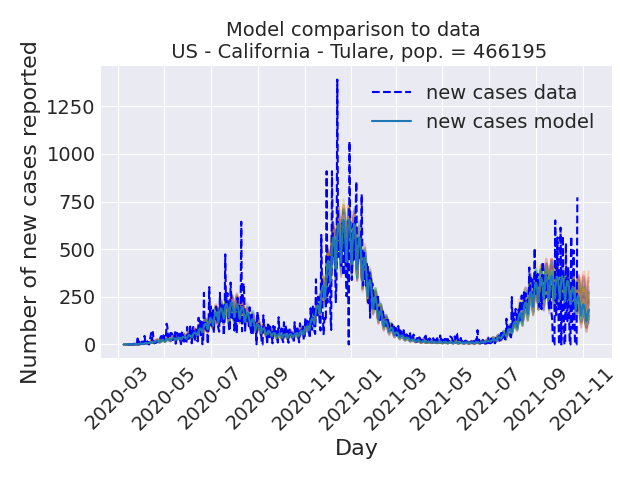 Model comparison to data
US - California - Tulare, pop. = 466195
Number of new cases reported
1250
1000
750
500
250
0
new cases data
new cases model
2020-03
2020-05
2020-07
2020-09
2020-11
2021-01
2021-03
2021-05
2021-07
2021-09
2021-11
Day